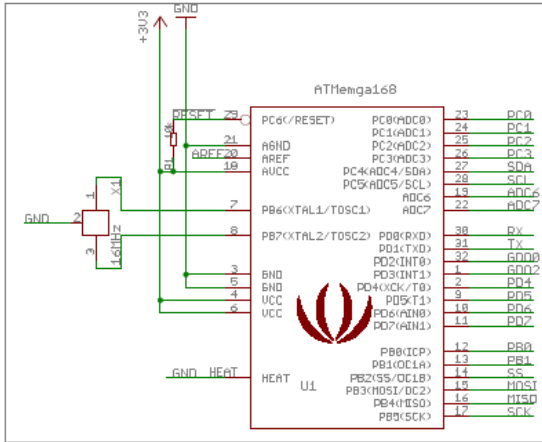 +3V3
GND
ATMemga168
RESET 29 PC6(/RESET) PC0(ADC0) 23 PC0
PC1(ADC1) 24 PC1
10k
21 AGND PC2(ADC2) 25 PC2
AREF 20 AREF PC3(ADC3) 26 PC3
R1 18 AVCC PC4(ADC4/SDA) 27 SDA
PC5(ADC5/SCL) 28 SCL
ADC6 19 ADC6
X1 7 PB6(XTAL1/TOSC1) ADC7 22 ADC7
1
GND 2
3
16MHz
8 PB7(XTAL2/TOSC2) PD0(RXD) 30 RX
PD1(TXD) 31 TX
PD2(INT0) 32 GDO0
3 GND PD3(INT1) 1 GDO2
5 GND PD4(XCK/T0) 2 PD4
4 VCC PD5(T1) 9 PD5
6 VCC PD6(AIN0) 10 PD6
PD7(AIN1) 11 PD7
PB0(ICP) 12 PB0
PB1(OC1A) 13 PB1
GND HEAT HEAT PB2(SS/OC1B) 14 SS
U1 PB3(MOSI/OC2) 15 MOSI
PB4(MISO) 16 MISO
PB5(SCK) 17 SCK